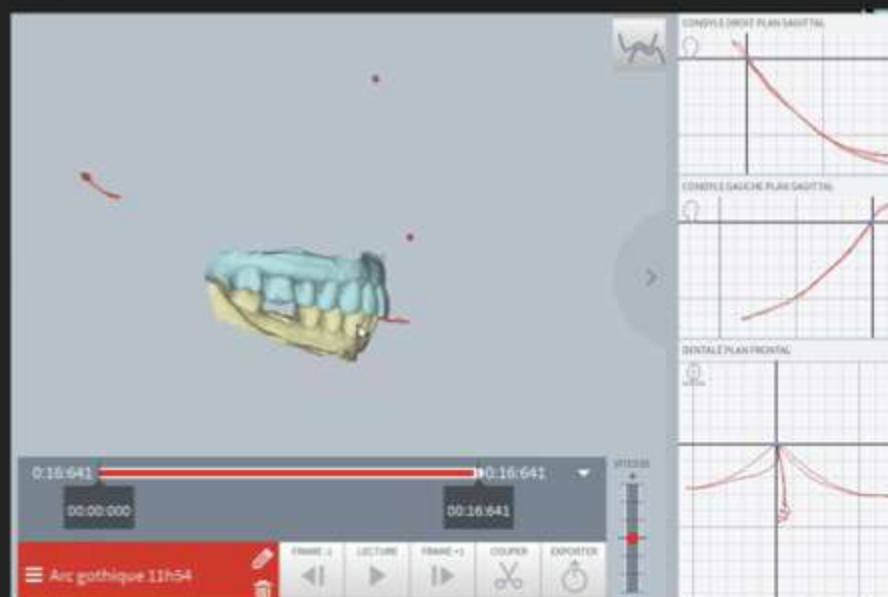 CONDYLE DROIT PLAN SAGITTAL
CONDYLE GAUCHE PLAN SAGITTAL
DENTALE PLAN FRONTAL
0:16:641
0:16:641
00:00:000
00:16:641
VITESSE
+
Arc gothique 11h54
FRAME -1
LECTURE
FRAME +1
COUPER
EXPORTER